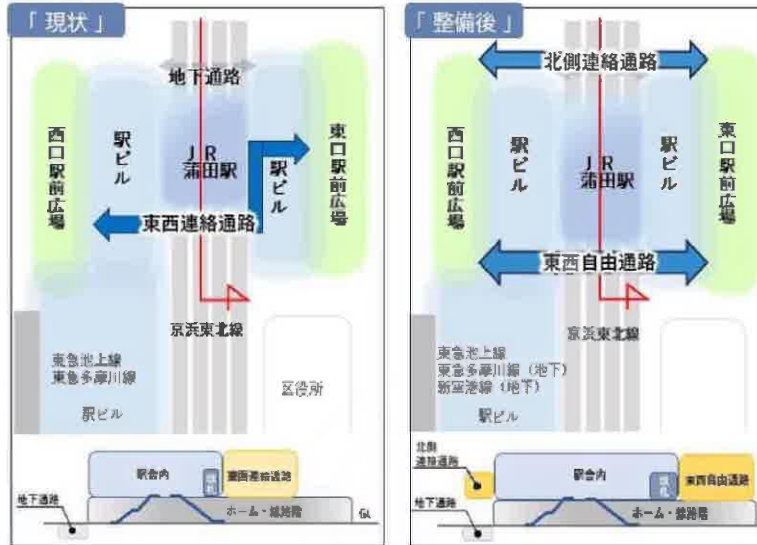 「 現状 」
地下通路
西口駅前広場
駅ビル
JR
蒲田駅
駅ビル
東口駅前広場
東西連絡通路
京浜東北線
東急池上線
東急多摩川線
駅ビル
区役所
駅舎内
改札
東西連絡通路
地下通路
ホーム・線路階
GL
「 整備後 」
北側連絡通路
西口駅前広場
駅ビル
JR
蒲田駅
駅ビル
東口駅前広場
東西自由通路
京浜東北線
東急池上線
東急多摩川線（地下）
新空港線（地下）
駅ビル
北側
連絡通路
駅舎内
改札
東西自由通路
地下通路
ホーム・線路階